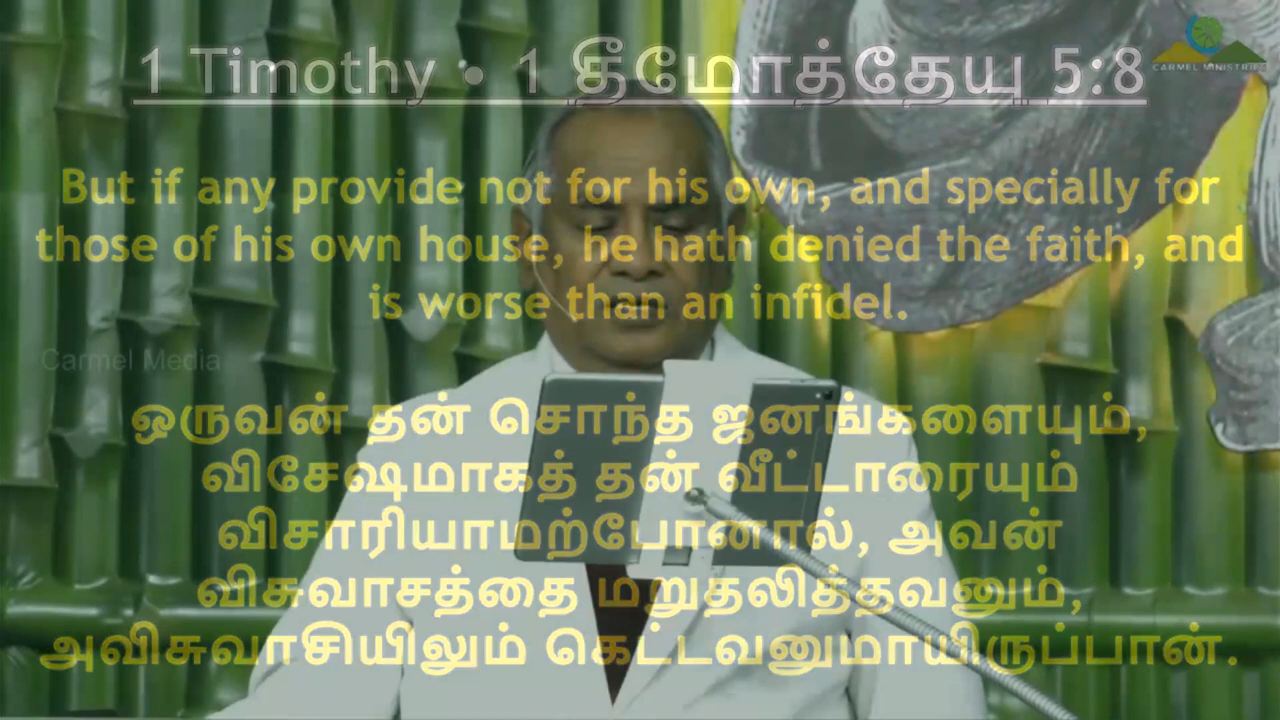 1 Timothy • 1 தீமோத்தேயு 5:8
CARMEL MINISTRIES
But if any provide not for his own, and specially for
those of his own house, he hath denied the faith, and
is worse than an infidel.
Carmel Media
ஒருவன் தன் சொந்த ஜனங்களையும்,
விசேஷமாகத் தன் வீட்டாரையும்
விசாரியாமற்போனால், அவன்
விசுவாசத்தை மறுதலித்தவனும்,
அவிசுவாசியிலும் கெட்டவனுமாயிருப்பான்.